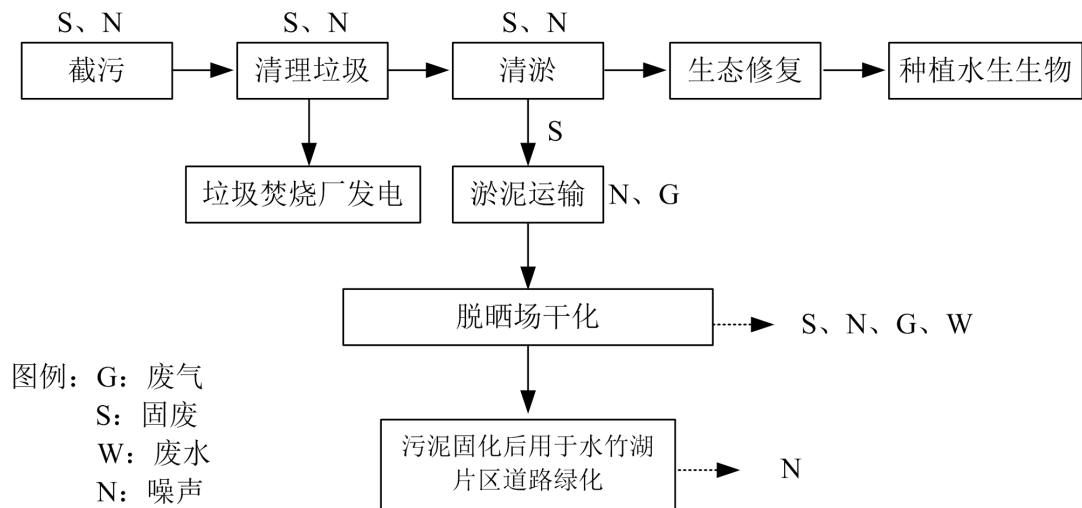 S、N
S、N
S、N
截污
清理垃圾
清淤
生态修复
种植水生生物
S
垃圾焚烧厂发电
淤泥运输
N、G
脱晒场干化
S、N、G、W
图例：G：废气
S：固废
W：废水
N：噪声
污泥固化后用于水竹湖
片区道路绿化
N